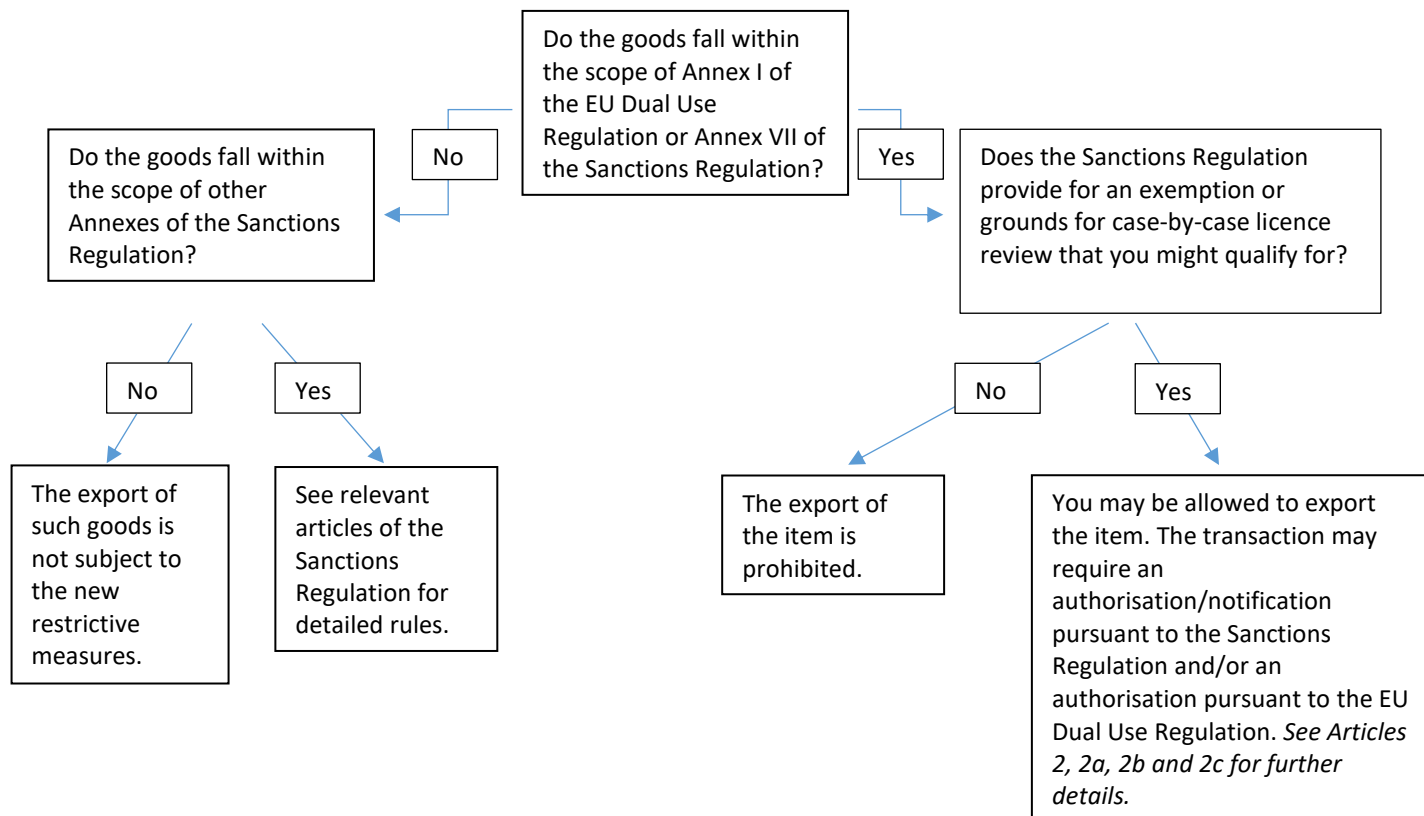 Do the goods fall within
the scope of Annex I of
the EU Dual Use
Regulation or Annex VII of
the Sanctions Regulation?
No
Yes
Do the goods fall within
the scope of other
Annexes of the Sanctions
Regulation?
Does the Sanctions Regulation
provide for an exemption or
grounds for case-by-case licence
review that you might qualify for?
No
Yes
No
Yes
The export of
such goods is
not subject to
the new
restrictive
measures.
See relevant
articles of the
Sanctions
Regulation for
detailed rules.
The export of
the item is
prohibited.
You may be allowed to export
the item. The transaction may
require an
authorisation/notification
pursuant to the Sanctions
Regulation and/or an
authorisation pursuant to the EU
Dual Use Regulation. See Articles
2, 2a, 2b and 2c for further
details.